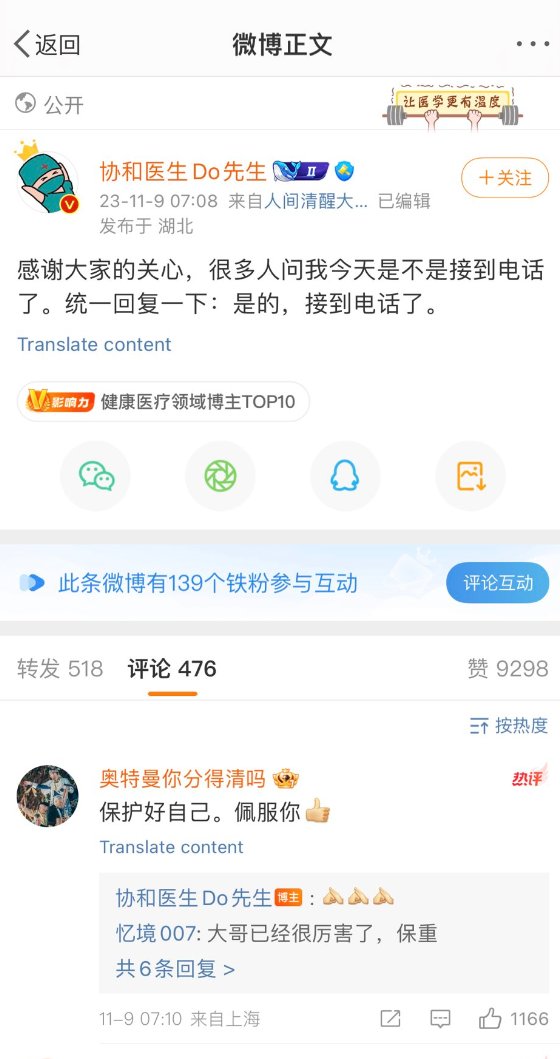 返回
微博正文
公开
让医学更有温度
协和医生Do先生 II
+关注
23-11-9 07:08 来自人间清醒大... 已编辑
发布于 湖北
感谢大家的关心，很多人问我今天是不是接到电话
了。统一回复一下：是的，接到电话了。
Translate content
V影响力 健康医疗领域博主TOP10
此条微博有139个铁粉参与互动
评论互动
转发 518 评论 476 赞 9298
按热度
奥特曼你分得清吗
热评
保护好自己。佩服你👍
Translate content
协和医生Do先生 博主 : 🙏🙏🙏
忆境007: 大哥已经很厉害了，保重
共6条回复 >
11-9 07:10 来自上海
1166